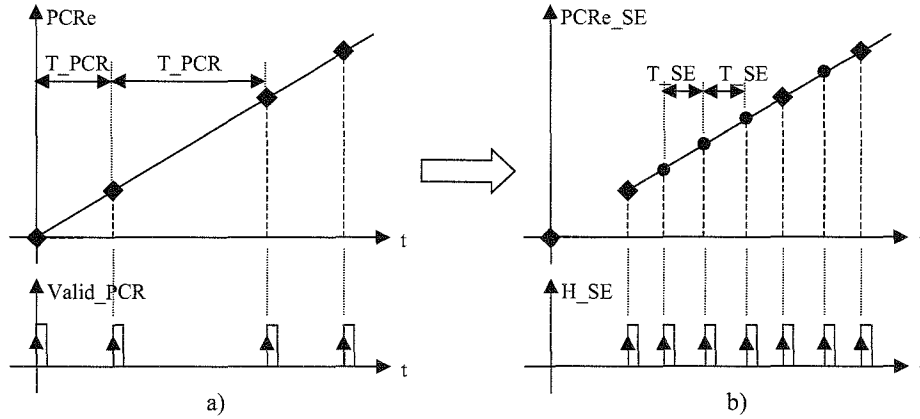 PCRe
T_PCR
T_PCR
t
Valid_PCR
t
a)
PCRe_SE
T_SE
T_SE
t
H_SE
t
b)